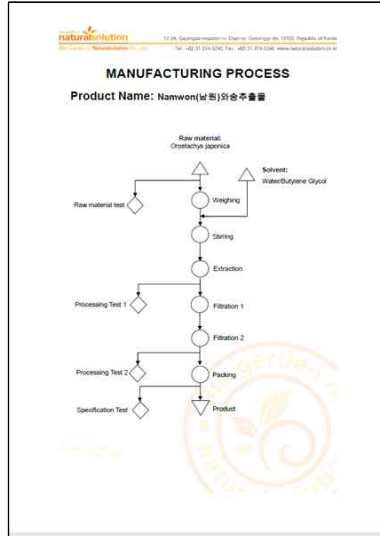 naturalsolution
MANUFACTURING PROCESS
Product Name: Namwon(남원)와송추출물
Raw material:
Orostachys japonica
Solvent:
Water/Butylene Glycol
Weighing
Raw material test
Stirring
Extraction
Processing Test 1
Filtration 1
Filtration 2
Processing Test 2
Packing
Specification Test
Product